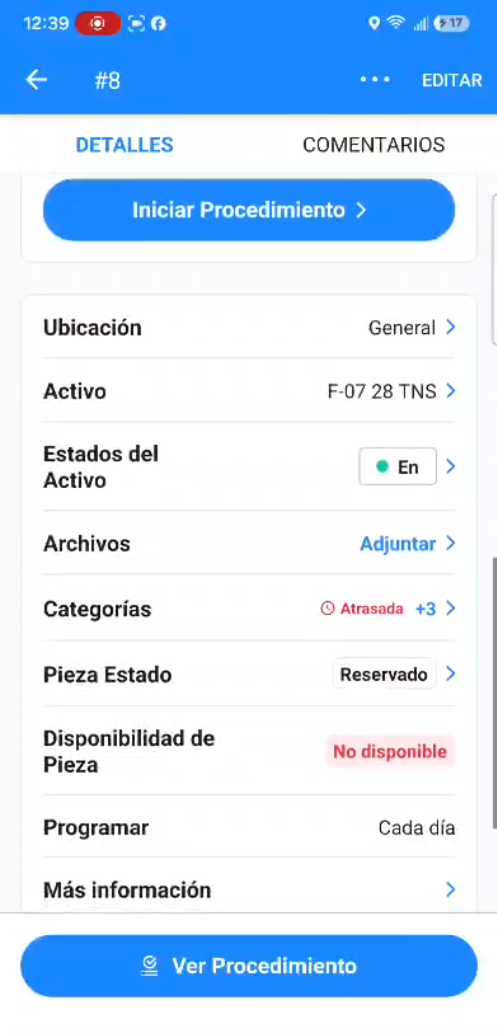 12:39
17
#8
EDITAR
DETALLES
COMENTARIOS
Iniciar Procedimiento
Ubicación
General
Activo
F-07 28 TNS
Estados del
Activo
En
Archivos
Adjuntar
Categorías
Atrasada +3
Pieza Estado
Reservado
Disponibilidad de
Pieza
No disponible
Programar
Cada día
Más información
Ver Procedimiento